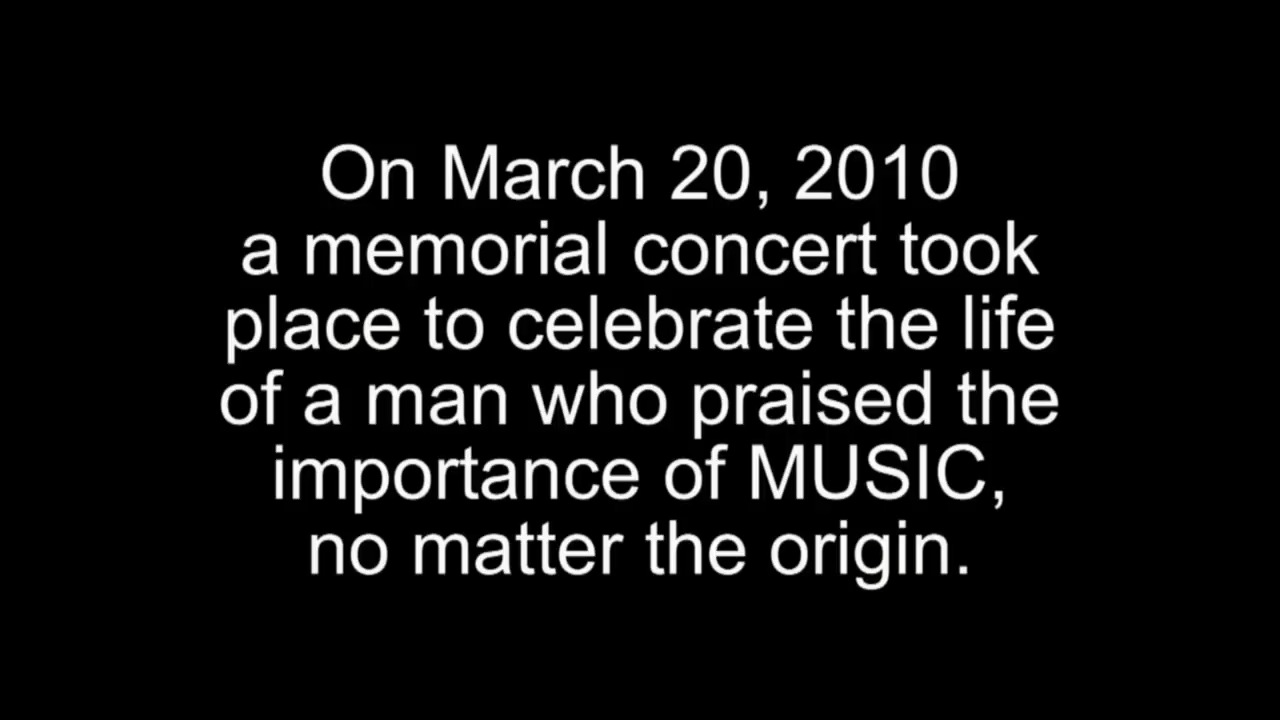 On March 20, 2010
a memorial concert took
place to celebrate the life
of a man who praised the
importance of MUSIC,
no matter the origin.